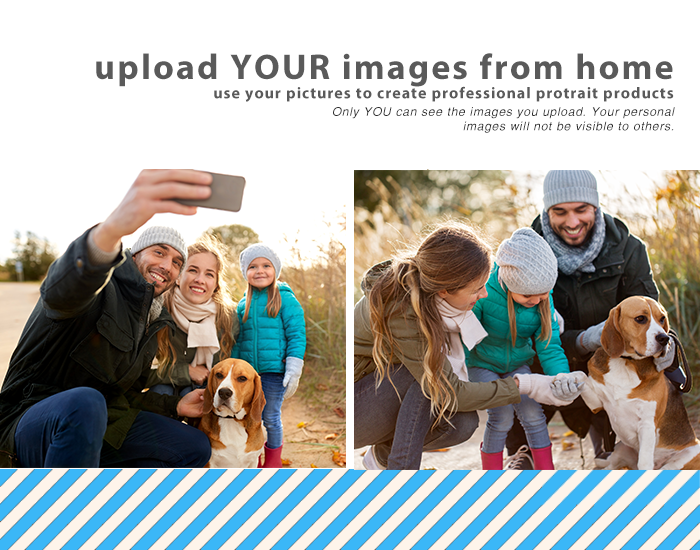 upload YOUR images from home
use your pictures to create professional protrait products
Only YOU can see the images you upload. Your personal
images will not be visible to others.